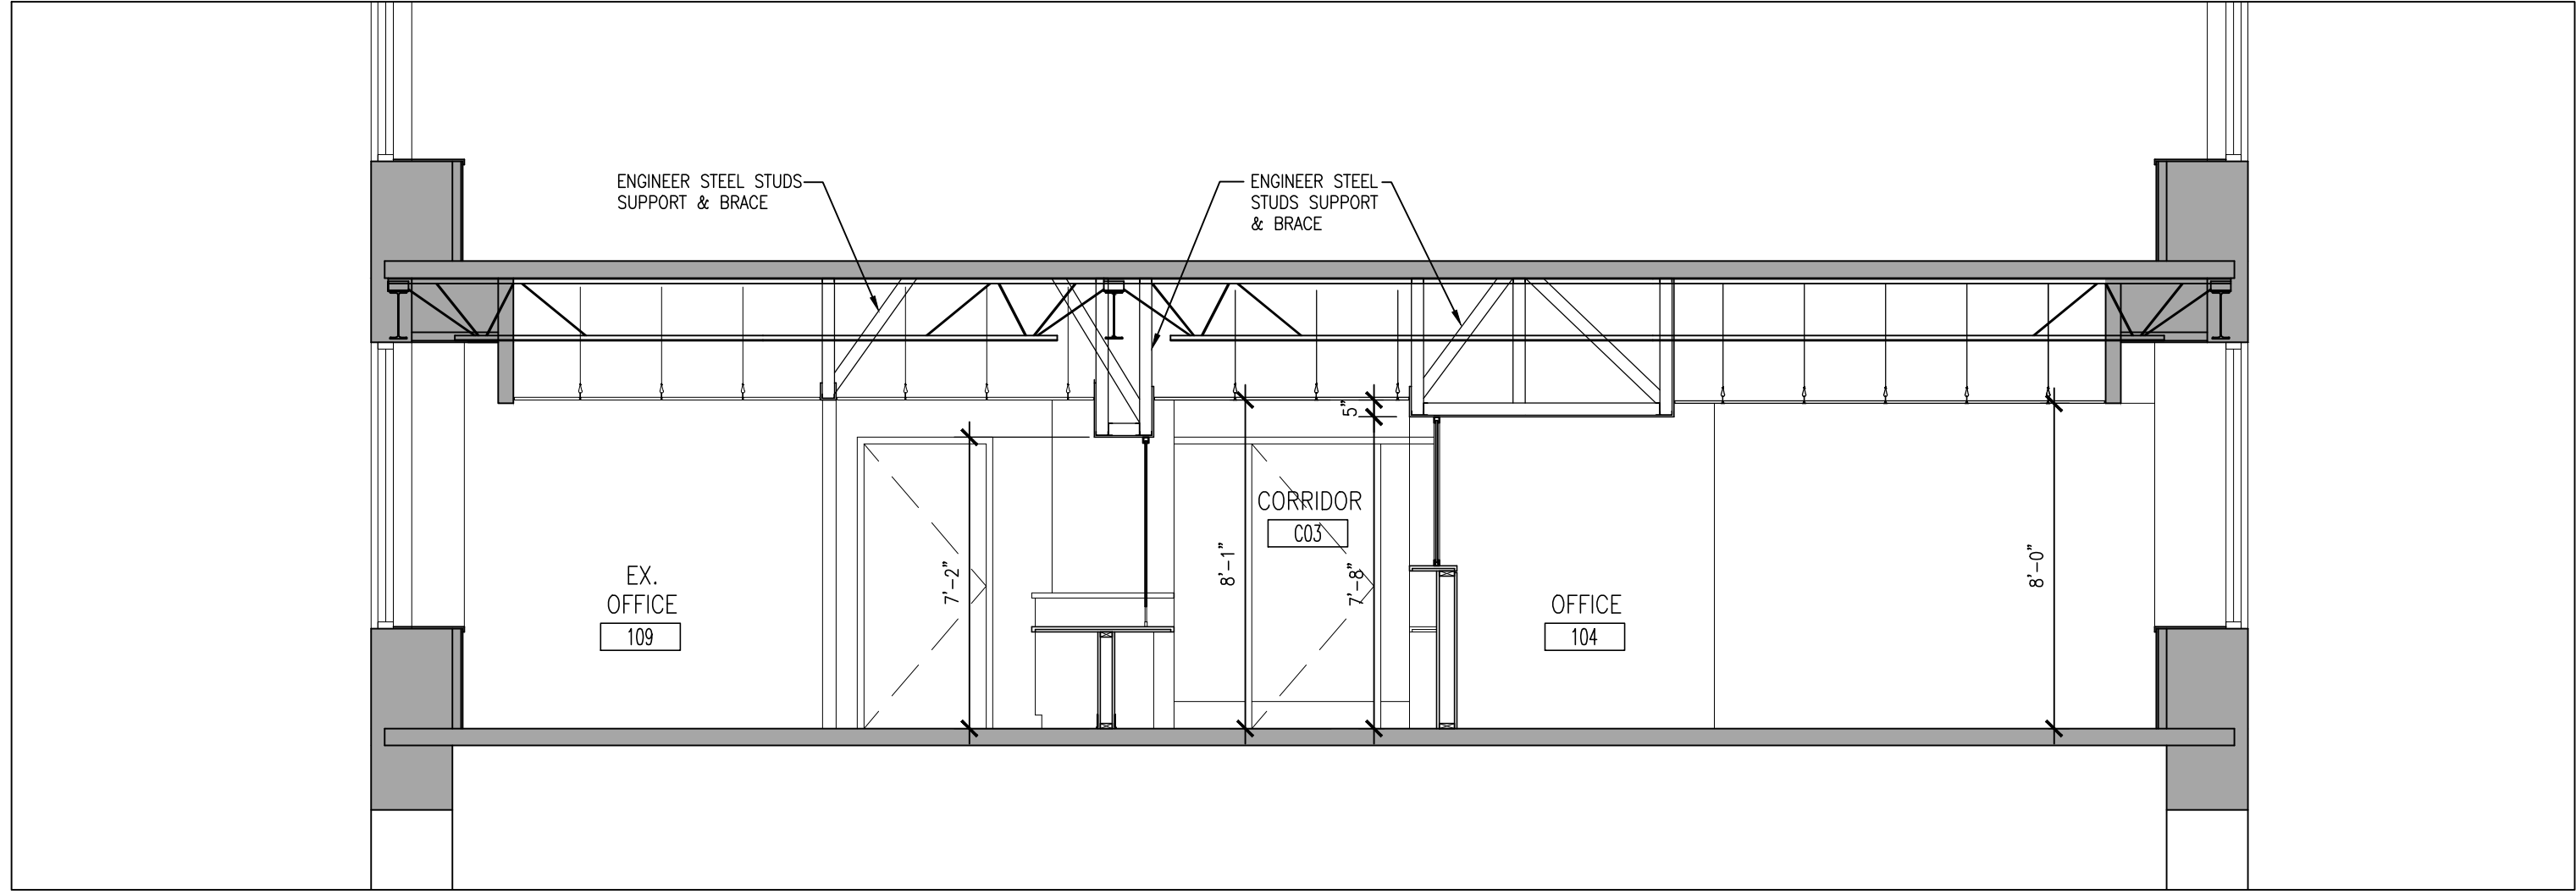 ENGINEER STEEL STUDS
SUPPORT & BRACE
ENGINEER STEEL
STUDS SUPPORT
& BRACE
5"
CORRIDOR
C03
7'-2"
8'-1"
7'-8"
8'-0"
EX.
OFFICE
109
OFFICE
104